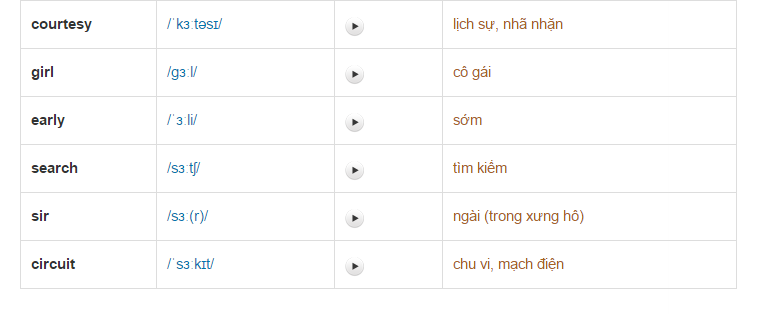 courtesy /ˈkɜːtəsɪ/ lịch sự, nhã nhặn
girl /gɜːl/ cô gái
early /ˈɜːli/ sớm
search /sɜːtʃ/ tìm kiếm
sir /sɜː(r)/ ngài (trong xưng hô)
circuit /ˈsɜːkɪt/ chu vi, mạch điện